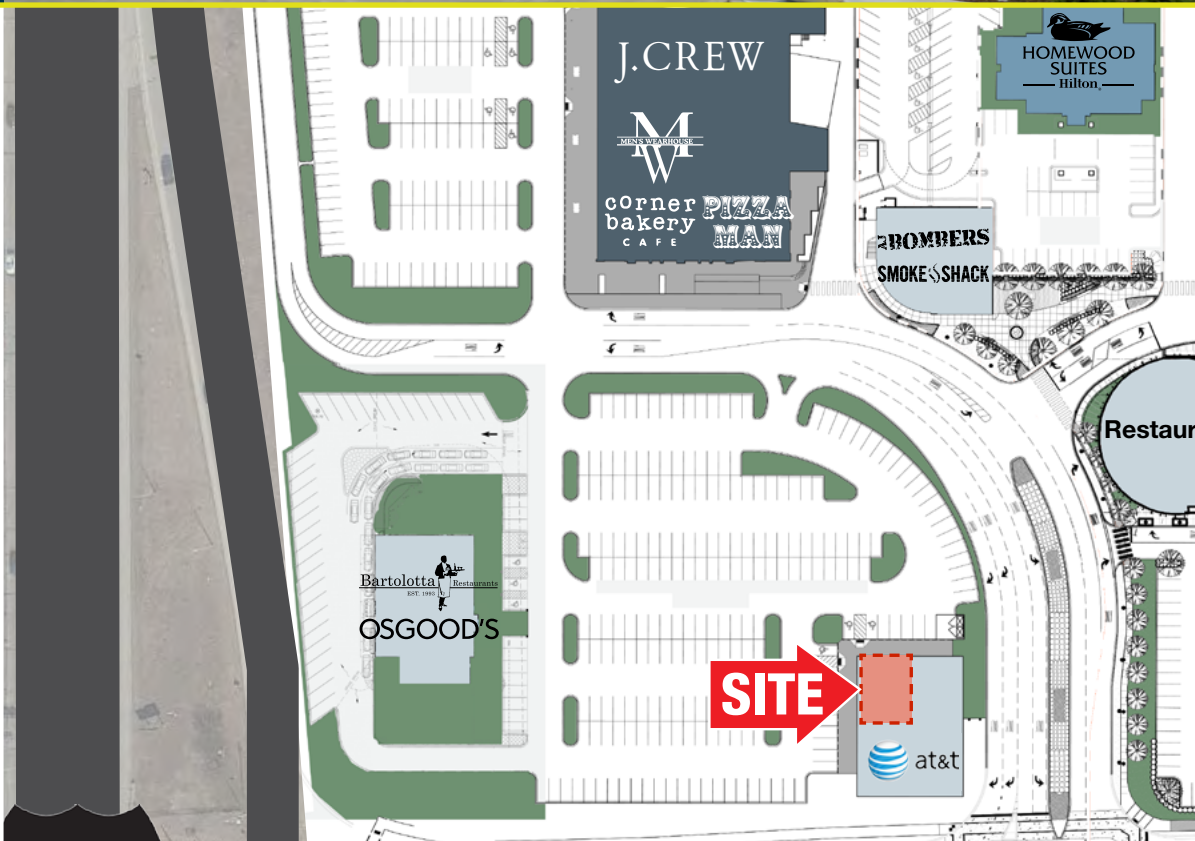 J.CREW
MEN'S WEARHOUSE
MW
corner
bakery
CAFE
PIZZA
MAN
HOMEWOOD
SUITES
Hilton
BOMBERS
SMOKE SHACK
Restaur
Bartolotta Restaurants
EST. 1993
OSGOOD'S
SITE
at&t